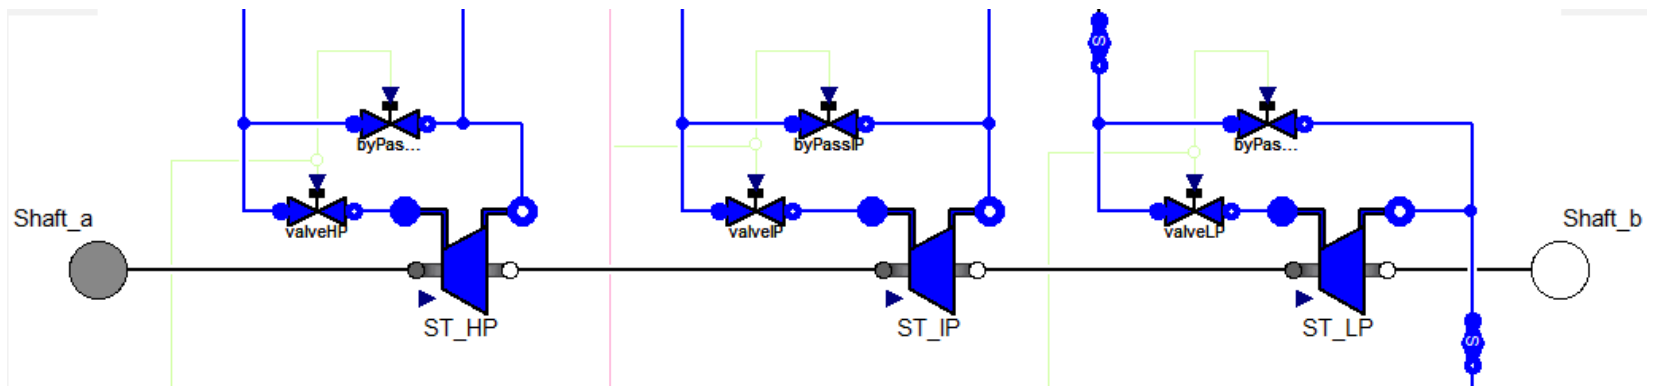 S
byPas...
byPassIP
byPas...
valveHP
valveIP
valveLP
Shaft_a
Shaft_b
ST_HP
ST_IP
ST_LP
S